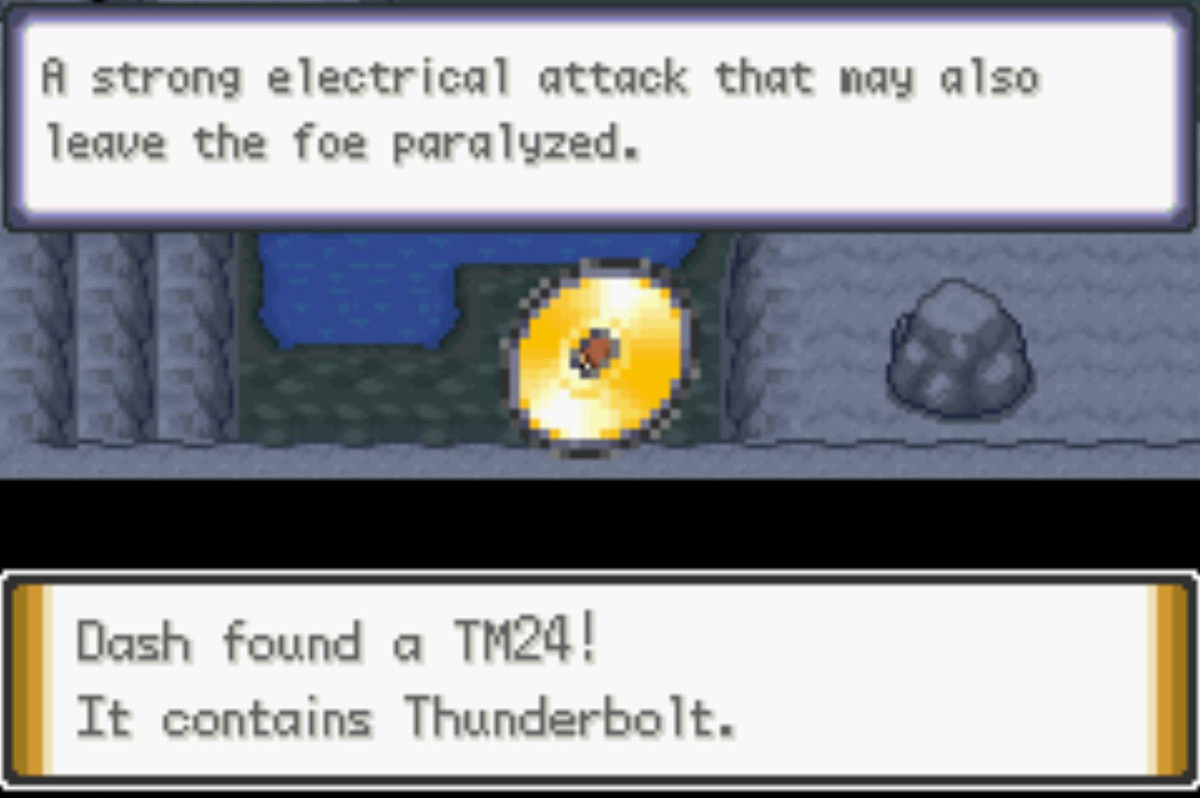 A strong electrical attack that may also
leave the foe paralyzed.
Dash found a TM24!
It contains Thunderbolt.